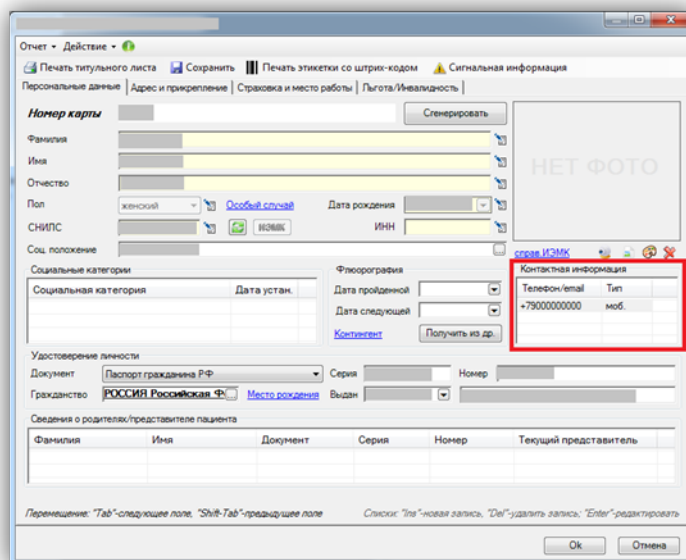 Отчет Действие
Печать титульного листа Сохранить Печать этикетки со штрих-кодом Сигнальная информация
Персональные данные Адрес и прикрепление Страховка и место работы Льгота/Инвалидность
Номер карты Сгенерировать
Фамилия
Имя
НЕТ ФОТО
Отчество
Пол женский Особый случай Дата рождения
СНИЛС НЭМК ИНН
Соц. положение ... справ.ИЭМК
Социальные категории Флюорография Контактная информация
Социальная категория Дата устан. Дата пройденной Телефон/email Тип
Дата следующей +79000000000 моб.
Контингент Получить из др.
Удостоверение личности
Документ Паспорт гражданина РФ Серия Номер
Гражданство РОССИЯ Российская Ф ... Место рождения Выдан
Сведения о родителях/представителе пациента
Фамилия Имя Документ Серия Номер Текущий представитель
Перемещение: "Tab"-следующее поле, "Shift-Tab"-предыдущее поле Списки: "Ins"-новая запись, "Del"-удалить запись; "Enter"-редактировать
Ok Отмена